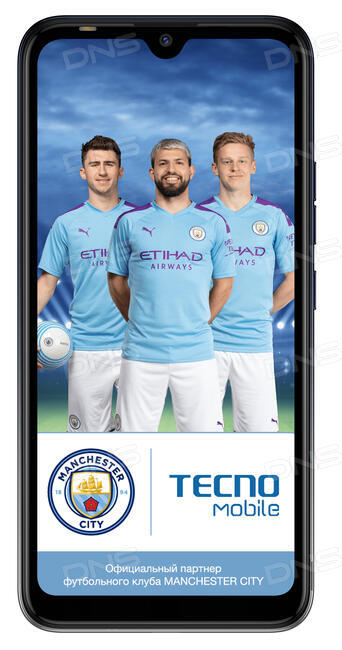 DNS
ETIHAD
AIRWAYS
ETIHAD
AIRWAYS
ETIHAD
AIRWAYS
MANCHESTER
18 94
CITY
TECNO
mobile
Официальный партнер
футбольного клуба MANCHESTER CITY